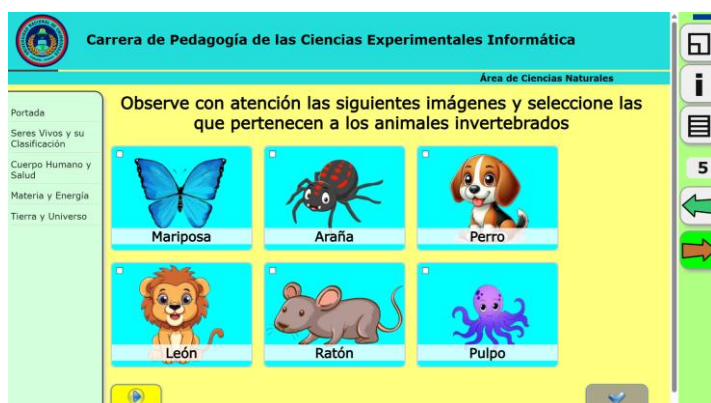 Carrera de Pedagogía de las Ciencias Experimentales Informática
Área de Ciencias Naturales
Portada
Seres Vivos y su
Clasificación
Cuerpo Humano y
Salud
Materia y Energía
Tierra y Universo
Observe con atención las siguientes imágenes y seleccione las
que pertenecen a los animales invertebrados
Mariposa
Araña
Perro
León
Ratón
Pulpo
i
5